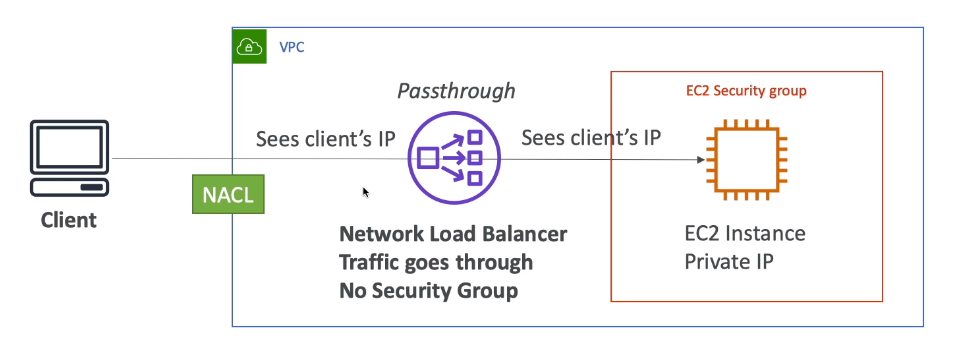 VPC
Passthrough
EC2 Security group
Sees client's IP
Sees client's IP
NACL
Client
Network Load Balancer
Traffic goes through
No Security Group
EC2 Instance
Private IP